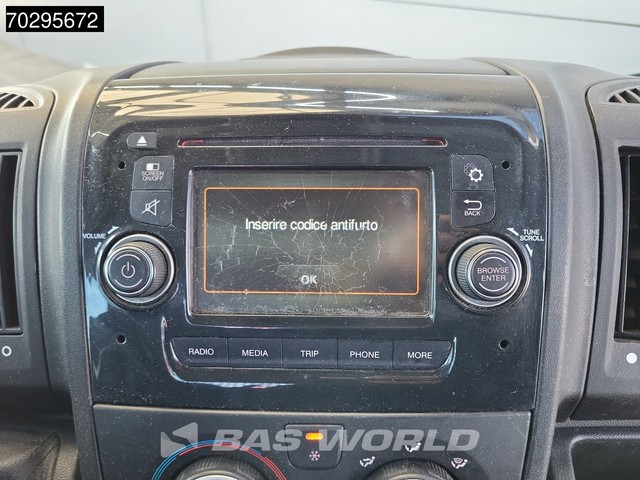 70295672
SCREEN
ON/OFF
VOLUME
Inserire codice antifurto
OK
BACK
TUNE
SCROLL
BROWSE
ENTER
RADIO
MEDIA
TRIP
PHONE
MORE
BAS WORLD